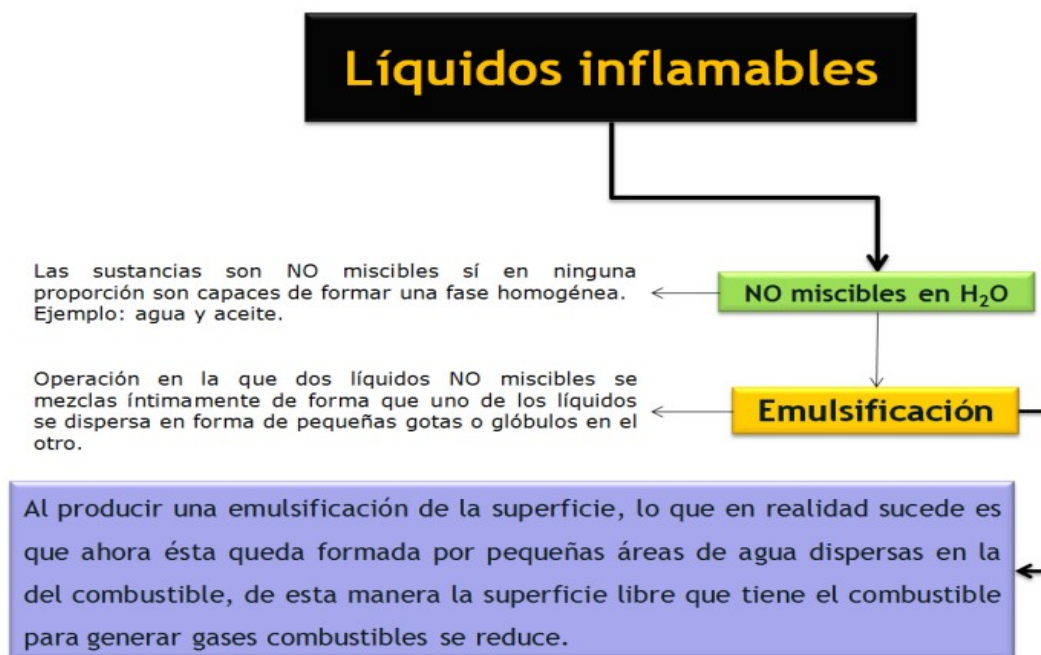 Líquidos inflamables
Las sustancias son NO miscibles sí en ninguna
proporción son capaces de formar una fase homogénea.
Ejemplo: agua y aceite.
NO miscibles en H₂O
Operación en la que dos líquidos NO miscibles se
mezclas íntimamente de forma que uno de los líquidos
se dispersa en forma de pequeñas gotas o glóbulos en el
otro.
Emulsificación
Al producir una emulsificación de la superficie, lo que en realidad sucede es
que ahora ésta queda formada por pequeñas áreas de agua dispersas en la
del combustible, de esta manera la superficie libre que tiene el combustible
para generar gases combustibles se reduce.